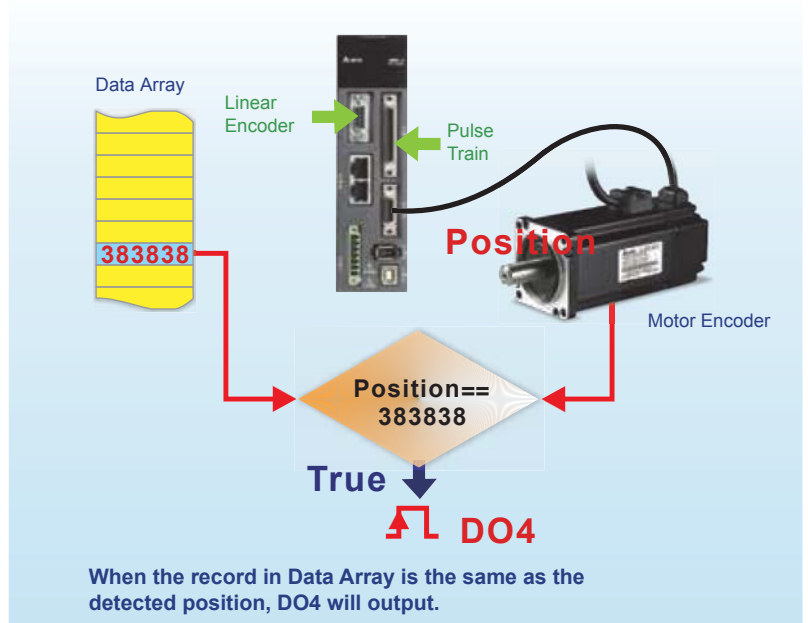 Data Array
Linear
Encoder
Pulse
Train
383838
Position
Motor Encoder
Position==
383838
True
DO4
When the record in Data Array is the same as the
detected position, DO4 will output.